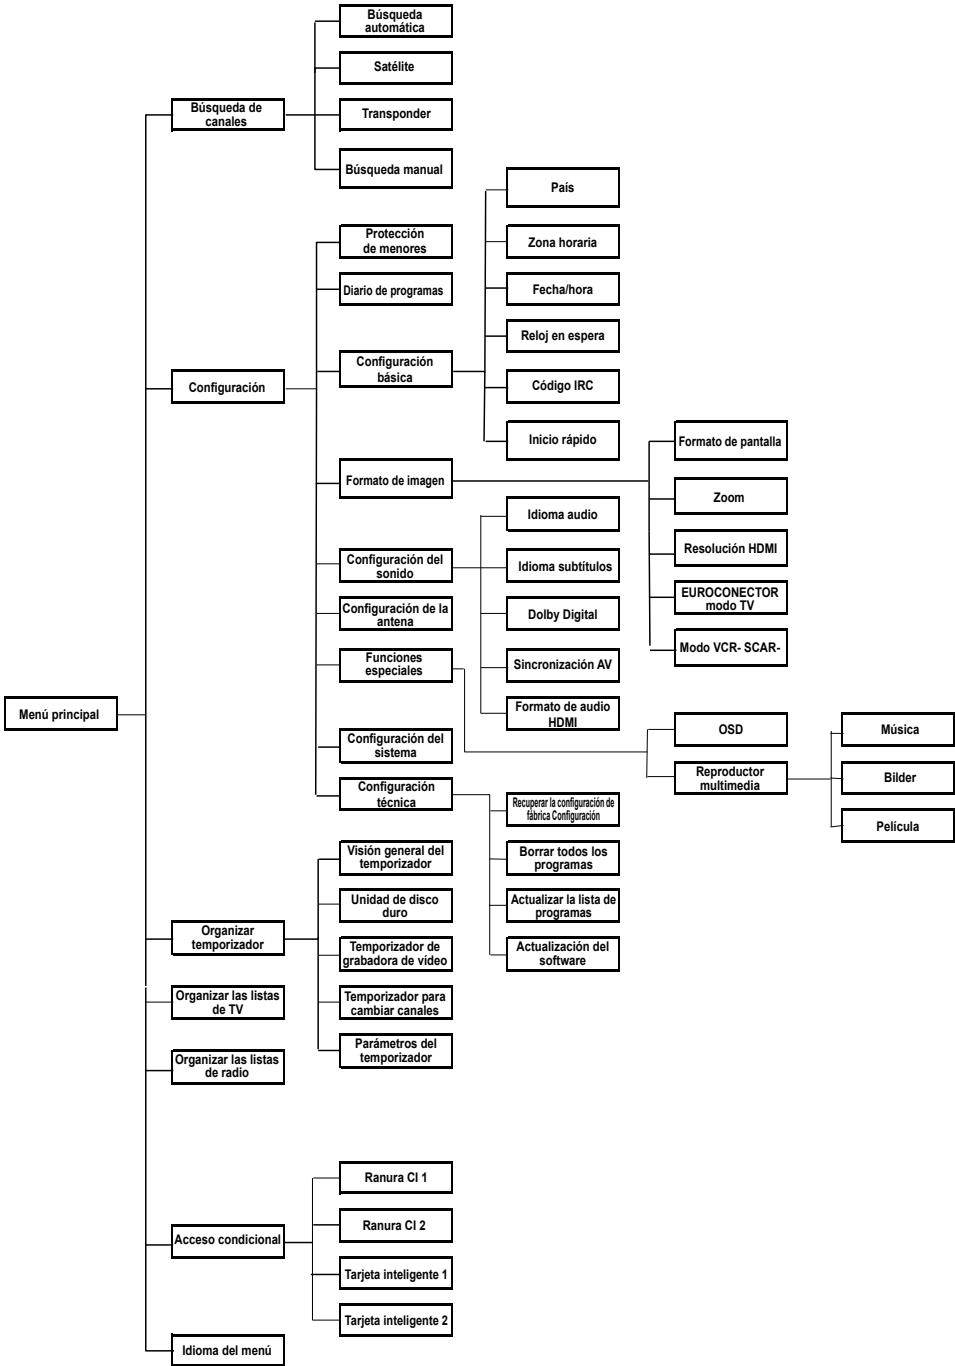 Búsqueda
automática
Satélite
Búsqueda de
canales
Transponder
Búsqueda manual
País
Protección
de menores
Zona horaria
Diario de programas
Fecha/hora
Reloj en espera
Configuración
Configuración
básica
Código IRC
Inicio rápido
Formato de pantalla
Formato de imagen
Zoom
Idioma audio
Resolución HDMI
Configuración del
sonido
Idioma subtítulos
EUROCONECTOR
modo TV
Configuración de la
antena
Dolby Digital
Modo VCR- SCAR-
Funciones
especiales
Sincronización AV
Menú principal
Formato de audio
HDMI
OSD
Música
Configuración del
sistema
Reproductor
multimedia
Bilder
Configuración
técnica
Recuperar la configuración de
fábrica Configuración
Película
Visión general del
temporizador
Borrar todos los
programas
Unidad de disco
duro
Actualizar la lista de
programas
Organizar
temporizador
Temporizador de
grabadora de vídeo
Actualización del
software
Organizar las listas
de TV
Temporizador para
cambiar canales
Parámetros del
temporizador
Organizar las listas
de radio
Ranura CI 1
Ranura CI 2
Acceso condicional
Tarjeta inteligente 1
Tarjeta inteligente 2
Idioma del menú